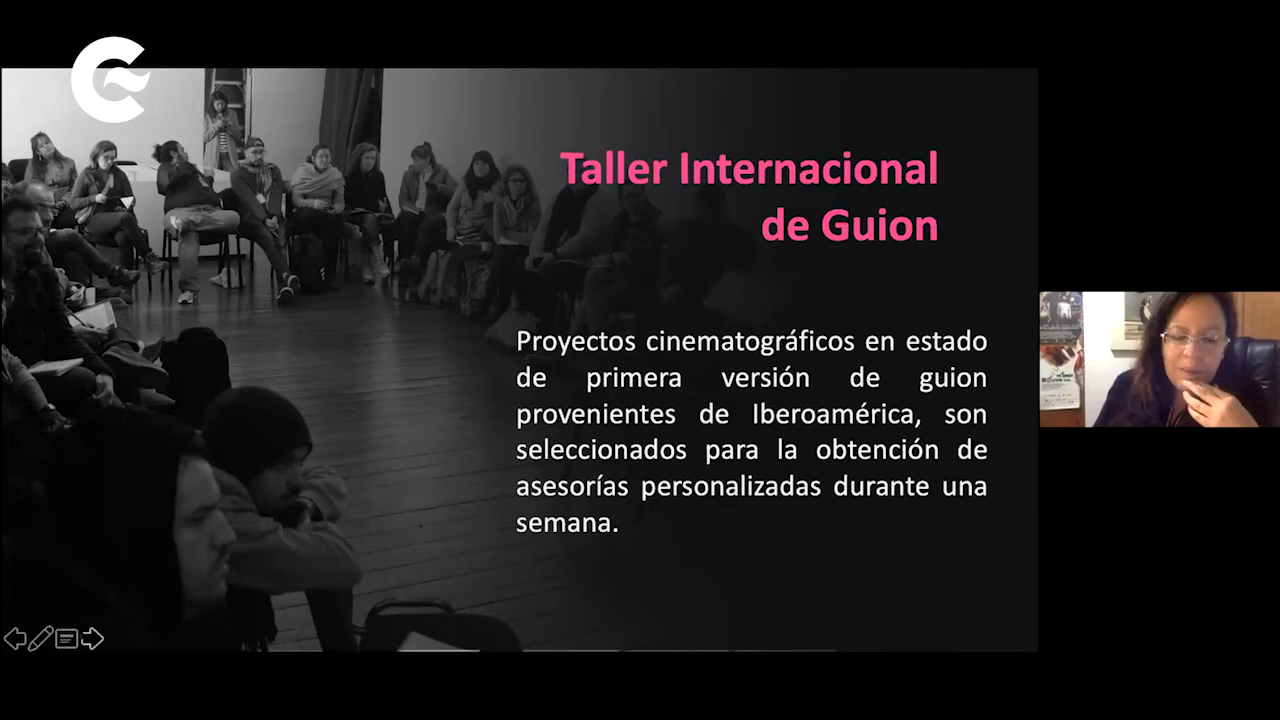 Taller Internacional
de Guion
Proyectos cinematográficos en estado
de primera versión de guion
provenientes de Iberoamérica, son
seleccionados para la obtención de
asesorías personalizadas durante una
semana.